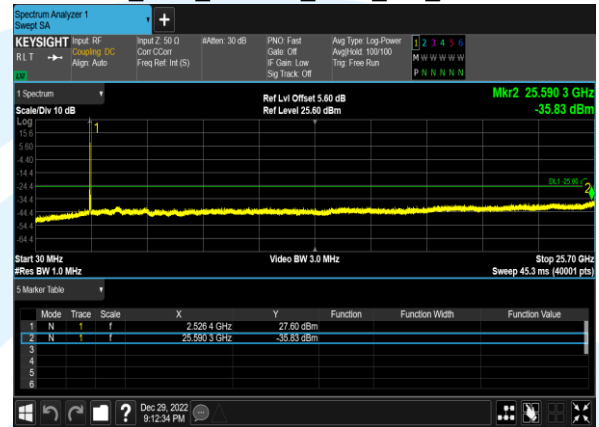 Spectrum Analyzer 1
Swept SA
+
KEYSIGHT Input: RF Input Z: 50 Ω #Atten: 30 dB PNO: Fast Avg Type: Log-Power 1 2 3 4 5 6
RLT Coupling: DC Corr CCorr Gate: Off Avg|Hold: 100/100 M W W W W W
Align: Auto Freq Ref: Int (S) IF Gain: Low Trig: Free Run
LW Sig Track: Off P N N N N N
1 Spectrum Ref Lvl Offset 5.60 dB Mkr2 25.590 3 GHz
Scale/Div 10 dB Ref Level 25.60 dBm -35.83 dBm
Log
1
15.6
5.60
-4.40
-14.4
DL1 -25.00
-24.4
2
-34.4
-44.4
-54.4
-64.4
Start 30 MHz Video BW 3.0 MHz Stop 25.70 GHz
#Res BW 1.0 MHz Sweep 45.3 ms (40001 pts)
5 Marker Table
Mode Trace Scale X Y Function Function Width Function Value
1 N 1 f 2.526 4 GHz 27.60 dBm
2 N 1 f 25.590 3 GHz -35.83 dBm
3
4
5
6
? Dec 29, 2022
9:12:34 PM